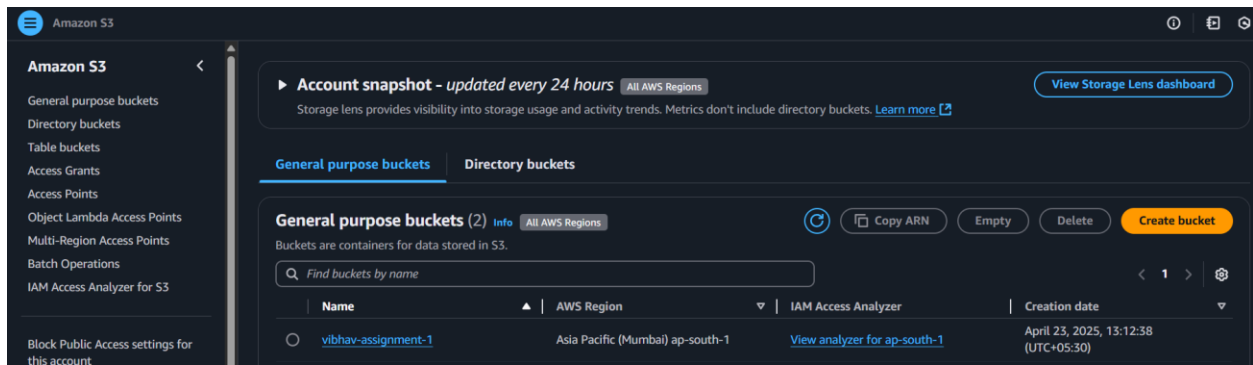 Amazon S3
Amazon S3
General purpose buckets
Directory buckets
Table buckets
Access Grants
Access Points
Object Lambda Access Points
Multi-Region Access Points
Batch Operations
IAM Access Analyzer for S3
Block Public Access settings for
this account
Account snapshot - updated every 24 hours All AWS Regions
View Storage Lens dashboard
Storage lens provides visibility into storage usage and activity trends. Metrics don't include directory buckets. Learn more
General purpose buckets Directory buckets
General purpose buckets (2) Info All AWS Regions
Copy ARN Empty Delete Create bucket
Buckets are containers for data stored in S3.
Find buckets by name
1
Name AWS Region IAM Access Analyzer Creation date
vibhav-assignment-1 Asia Pacific (Mumbai) ap-south-1 View analyzer for ap-south-1 April 23, 2025, 13:12:38
(UTC+05:30)